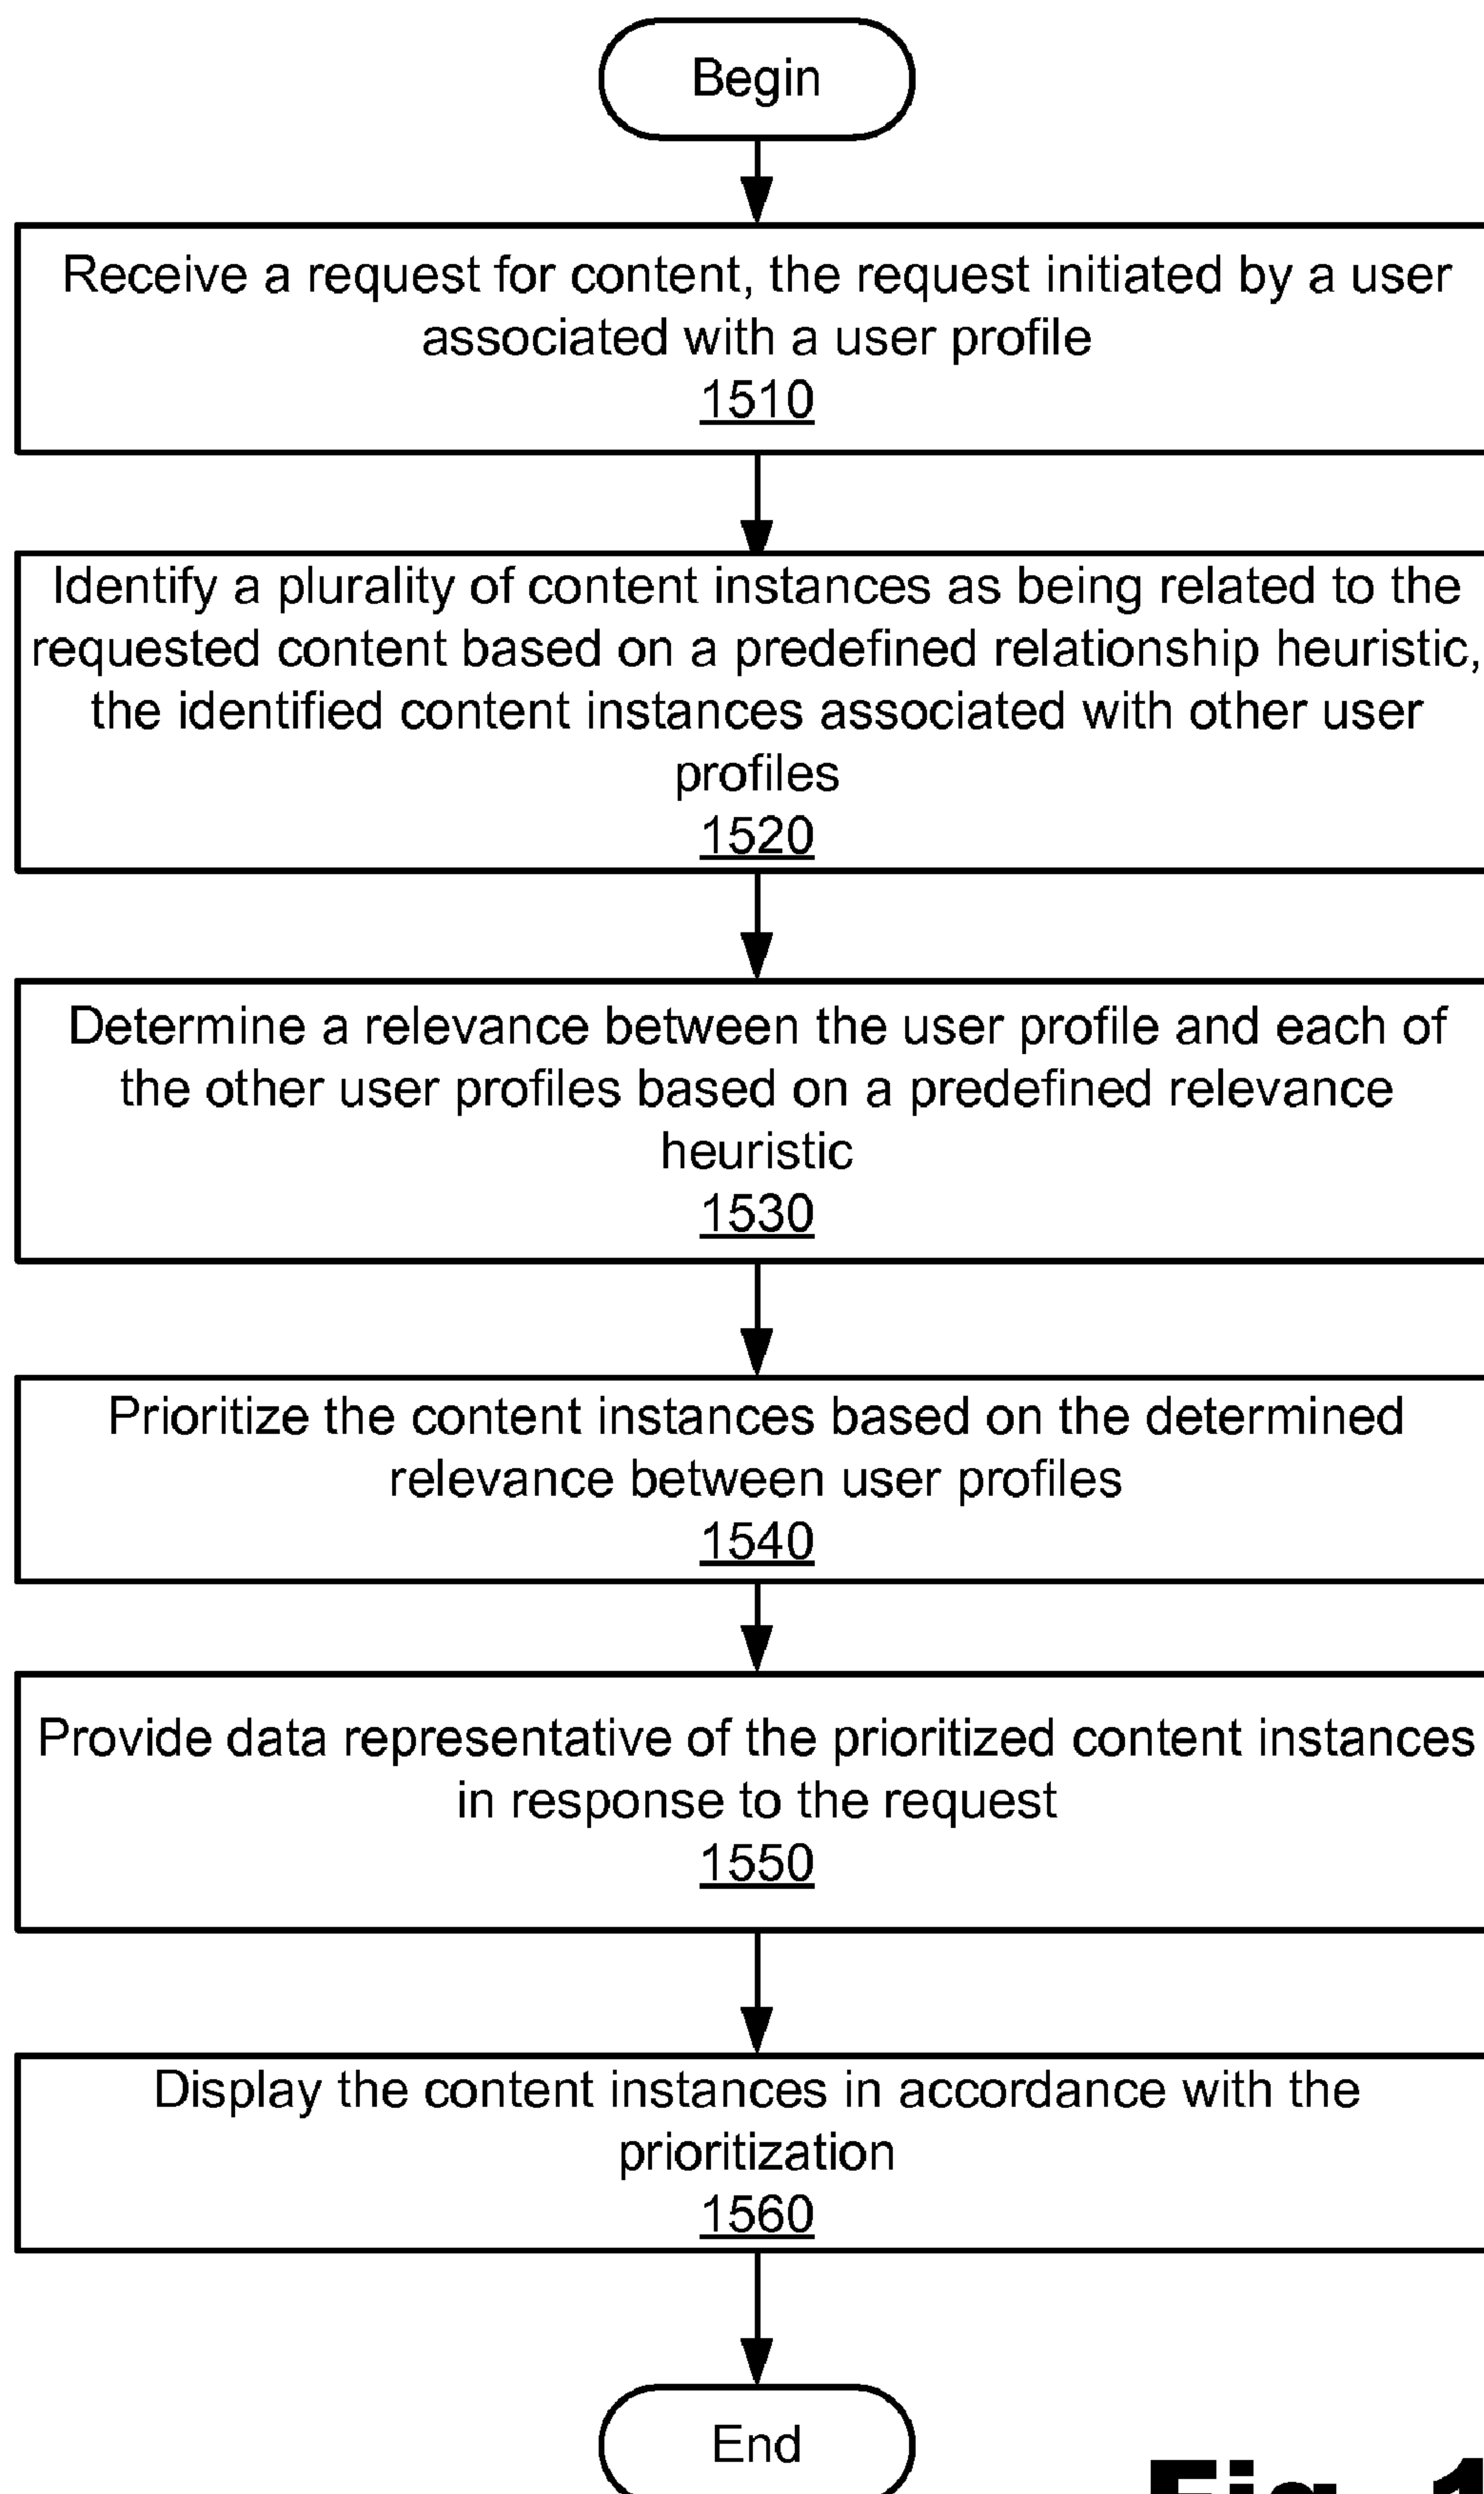 Begin
Receive a request for content, the request initiated by a user
associated with a user profile
1510
Identify a plurality of content instances as being related to the
requested content based on a predefined relationship heuristic,
the identified content instances associated with other user
profiles
1520
Determine a relevance between the user profile and each of
the other user profiles based on a predefined relevance
heuristic
1530
Prioritize the content instances based on the determined
relevance between user profiles
1540
Provide data representative of the prioritized content instances
in response to the request
1550
Display the content instances in accordance with the
prioritization
1560
End
Fig. 1